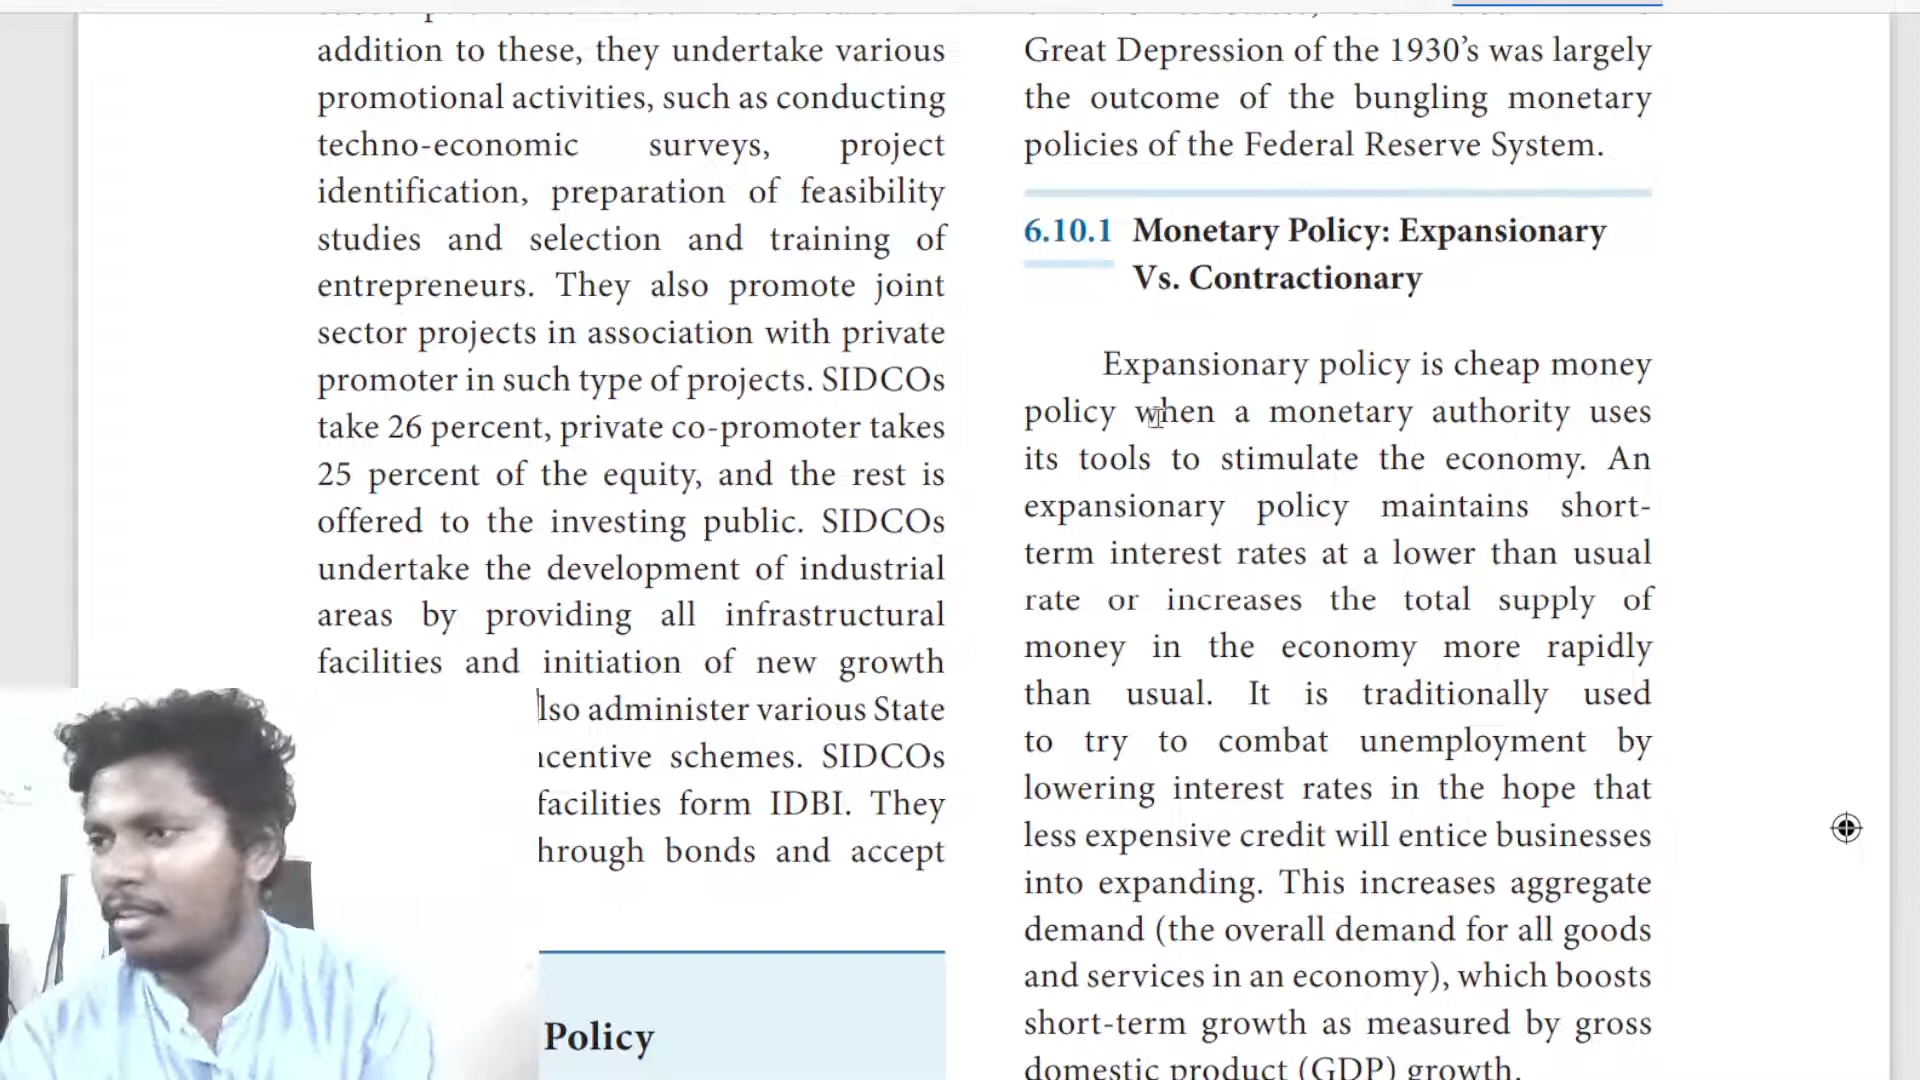 addition to these, they undertake various
promotional activities, such as conducting
techno-economic surveys, project
identification, preparation of feasibility
studies and selection and training of
entrepreneurs. They also promote joint
sector projects in association with private
promoter in such type of projects. SIDCOs
take 26 percent, private co-promoter takes
25 percent of the equity, and the rest is
offered to the investing public. SIDCOs
undertake the development of industrial
areas by providing all infrastructural
facilities and initiation of new growth
lso administer various State
centive schemes. SIDCOs
facilities form IDBI. They
hrough bonds and accept
Policy
Great Depression of the 1930’s was largely
the outcome of the bungling monetary
policies of the Federal Reserve System.
6.10.1 Monetary Policy: Expansionary
Vs. Contractionary
Expansionary policy is cheap money
policy when a monetary authority uses
its tools to stimulate the economy. An
expansionary policy maintains short-
term interest rates at a lower than usual
rate or increases the total supply of
money in the economy more rapidly
than usual. It is traditionally used
to try to combat unemployment by
lowering interest rates in the hope that
less expensive credit will entice businesses
into expanding. This increases aggregate
demand (the overall demand for all goods
and services in an economy), which boosts
short-term growth as measured by gross
domestic product (GDP) growth.